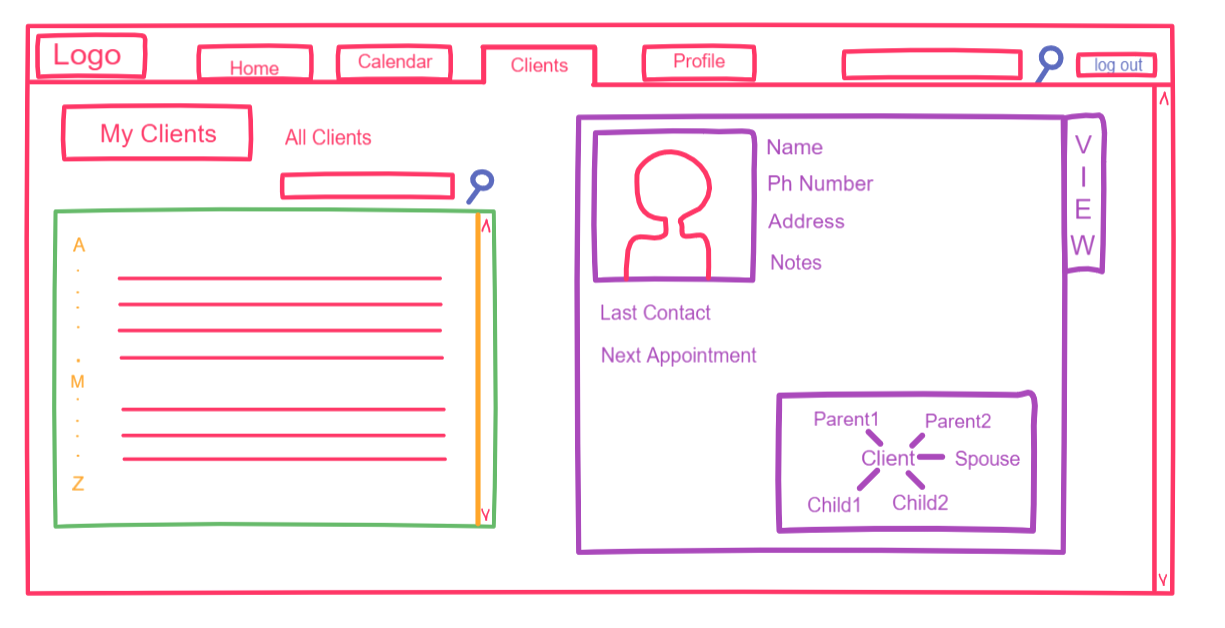 Logo
Home
Calendar
Clients
Profile
log out
My Clients
All Clients
A
M
Z
Name
Ph Number
Address
Notes
Last Contact
Next Appointment
V
I
E
W
Parent1
Parent2
Client
Spouse
Child1
Child2